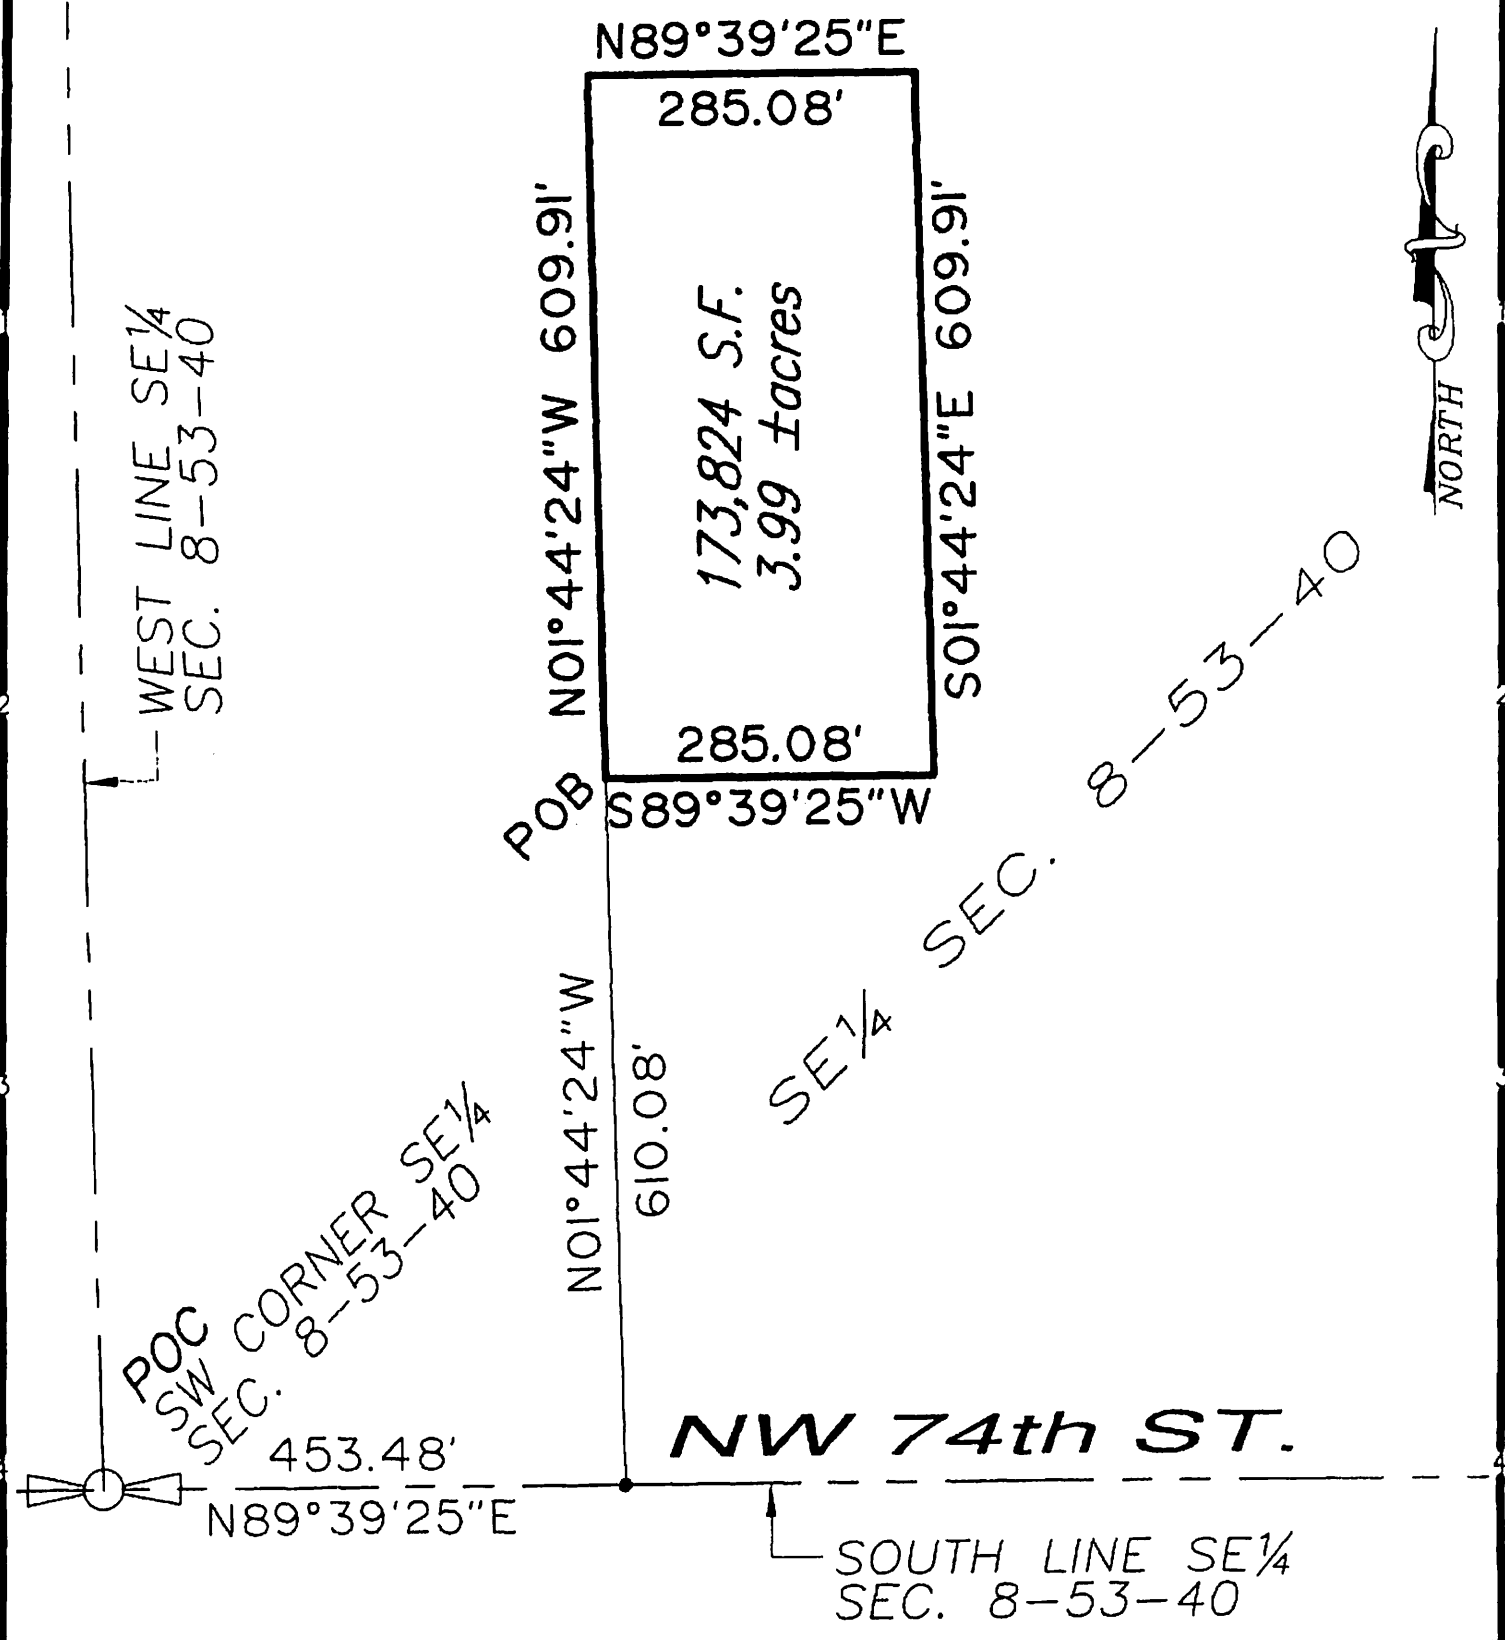 N89°39'25"E
285.08'
N01°44'24"W 609.91'
173,824 S.F.
3.99 ±acres
S01°44'24"E 609.91'
NORTH
WEST LINE SE1/4
SEC. 8-53-40
285.08'
S89°39'25"W
POB
SE1/4 SEC. 8-53-40
N01°44'24"W
610.08'
POC
SW CORNER SE1/4
SEC. 8-53-40
453.48'
N89°39'25"E
NW 74th ST.
SOUTH LINE SE1/4
SEC. 8-53-40